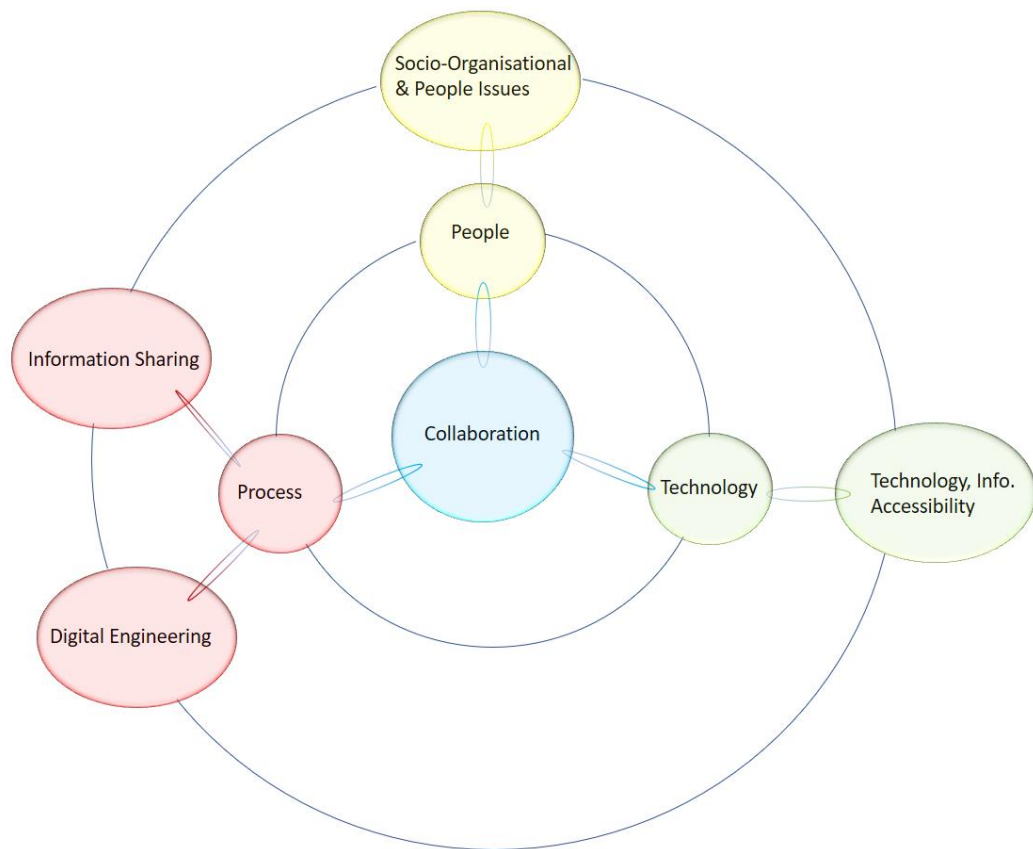 Socio-Organisational
& People Issues
People
Information Sharing
Collaboration
Process
Technology
Technology, Info.
Accessibility
Digital Engineering